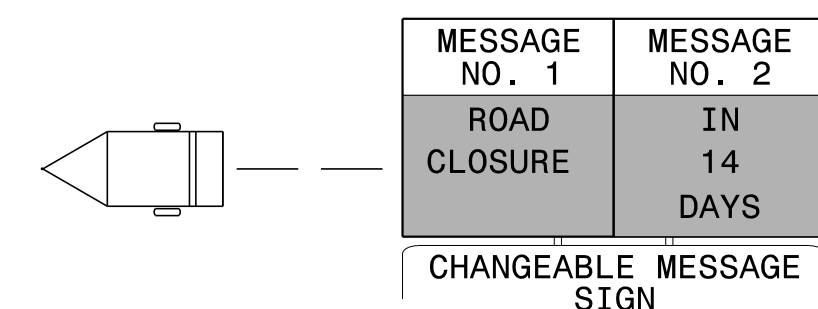 MESSAGE
NO. 1
MESSAGE
NO. 2
ROAD
CLOSURE
IN
14
DAYS
CHANGEABLE MESSAGE
SIGN